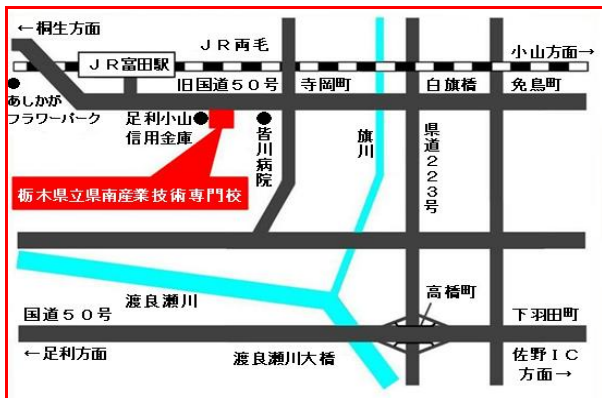 ←桐生方面
ＪＲ両毛
小山方面→
ＪＲ富田駅
旧国道５０号
寺岡町
白旗橋
免鳥町
あしかが
フラワーパーク
足利小山
信用金庫
皆川病院
旗川
県道２２３号
栃木県立県南産業技術専門校
渡良瀬川
高橋町
国道５０号
下羽田町
←足利方面
渡良瀬川大橋
佐野ＩＣ
方面→